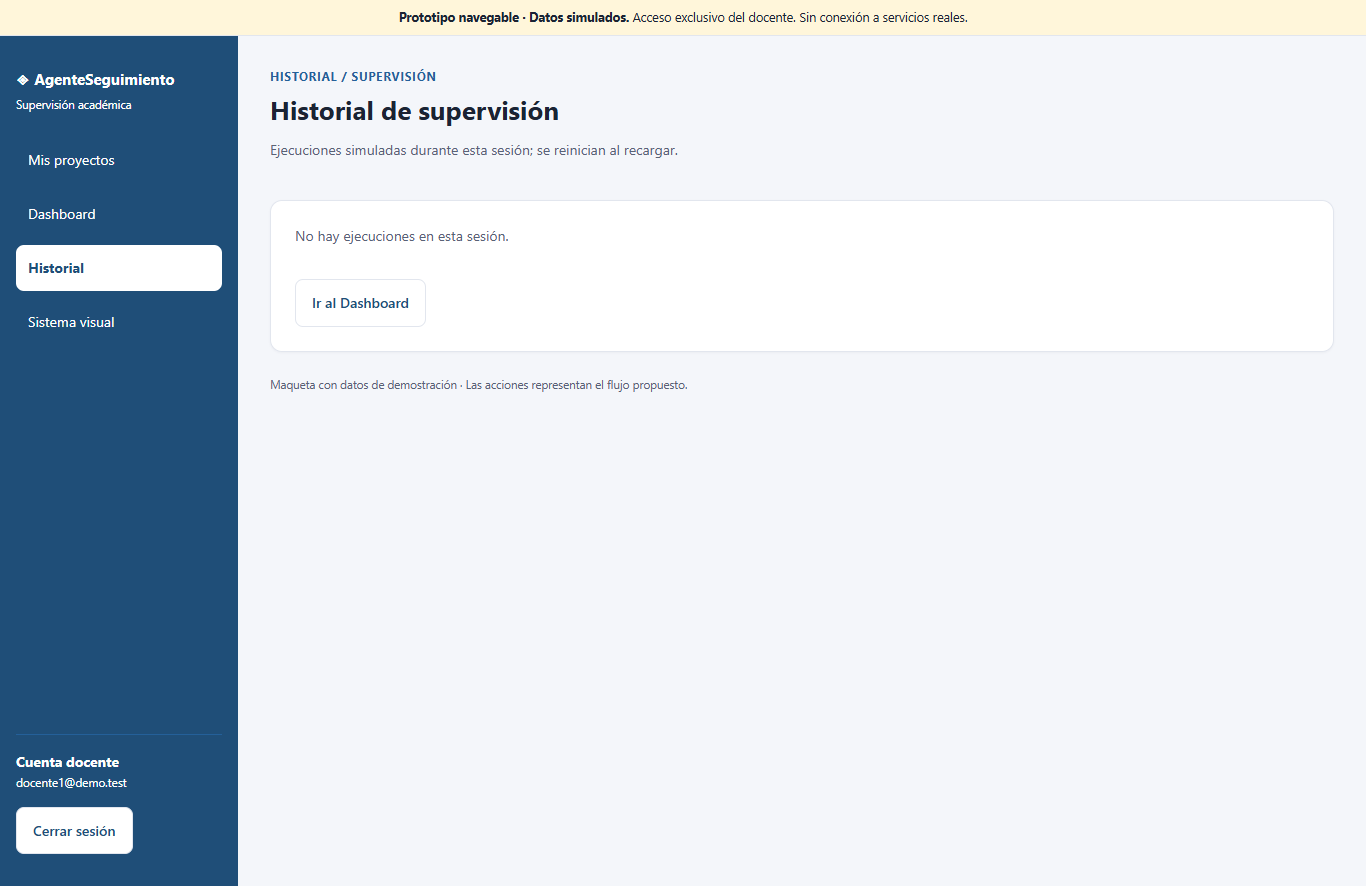 Prototipo navegable · Datos simulados. Acceso exclusivo del docente. Sin conexión a servicios reales.
AgenteSeguimiento
Supervisión académica
Mis proyectos
Dashboard
Historial
Sistema visual
Cuenta docente
docente1@demo.test
Cerrar sesión
HISTORIAL / SUPERVISIÓN
Historial de supervisión
Ejecuciones simuladas durante esta sesión; se reinician al recargar.
No hay ejecuciones en esta sesión.
Ir al Dashboard
Maqueta con datos de demostración · Las acciones representan el flujo propuesto.